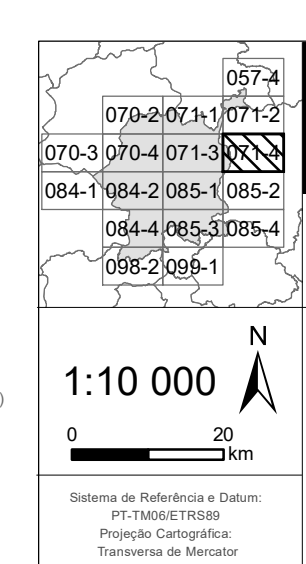 057-4
070-2 071-1 071-2
070-3 070-4 071-3 071-4
084-1 084-2 085-1 085-2
084-4 085-3 085-4
098-2 099-1
N
1:10 000
0 20
km
Sistema de Referência e Datum:
PT-TM06/ETRS89
Projeção Cartográfica:
Transversa de Mercator
)